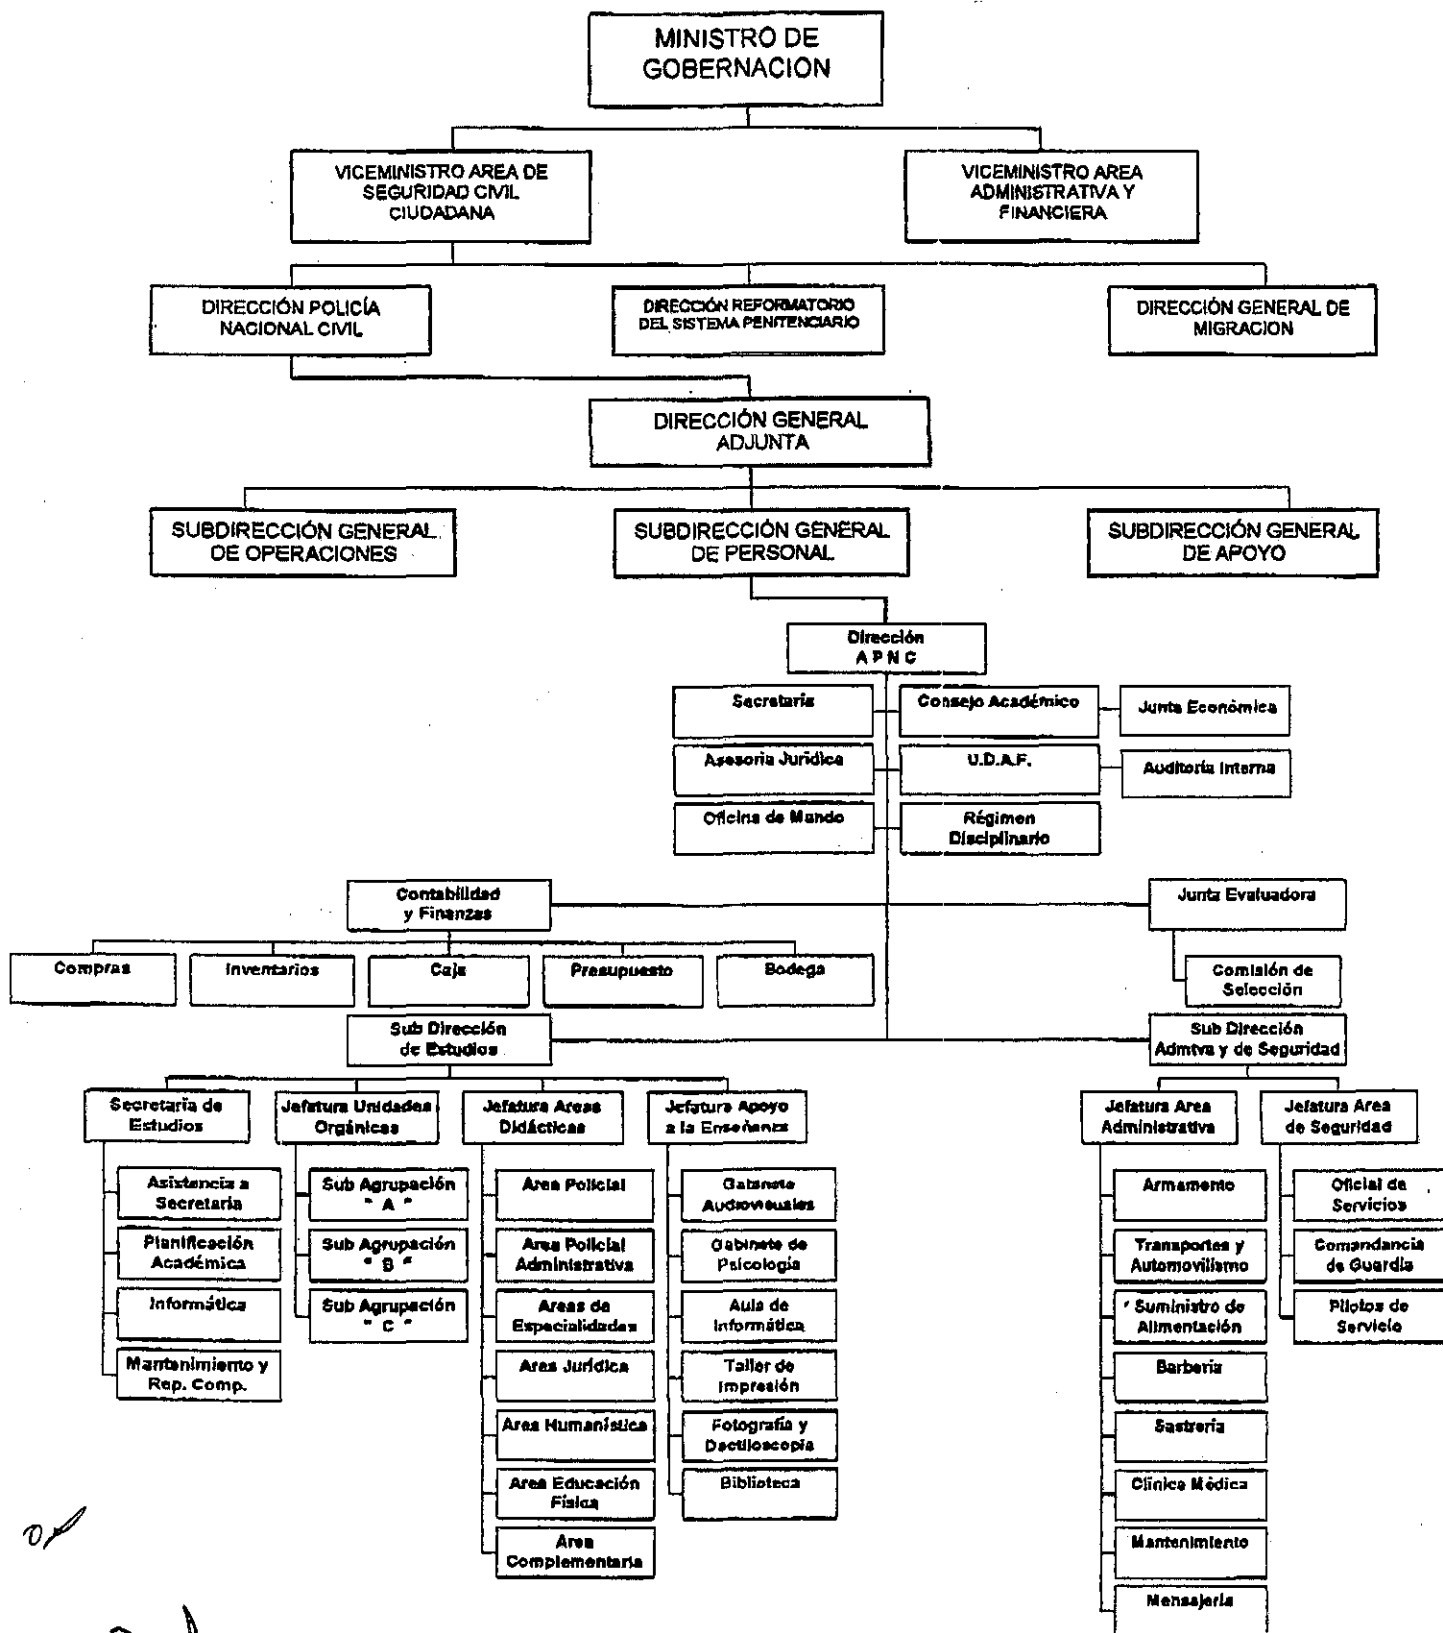 MINISTRO DE
GOBERNACION
VICEMINISTRO AREA DE
SEGURIDAD CIVIL
CIUDADANA
VICEMINISTRO AREA
ADMINISTRATIVA Y
FINANCIERA
DIRECCIÓN POLICÍA
NACIONAL CIVIL
DIRECCIÓN REFORMATORIO
DEL SISTEMA PENITENCIARIO
DIRECCIÓN GENERAL DE
MIGRACION
DIRECCIÓN GENERAL
ADJUNTA
SUBDIRECCIÓN GENERAL
DE OPERACIONES
SUBDIRECCIÓN GENERAL
DE PERSONAL
SUBDIRECCIÓN GENERAL
DE APOYO
Dirección
A P N C
Secretaría
Consejo Académico
Junta Económica
Asesoria Juridica
U.D.A.F.
Auditoría Interna
Oficina de Mando
Régimen
Disciplinario
Contabilidad
y Finanzas
Junta Evaluadora
Compras
Inventarios
Caja
Presupuesto
Bodega
Comisión de
Selección
Sub Dirección
de Estudios
Sub Dirección
Admtva y de Seguridad
Secretaría de
Estudios
Jefatura Unidades
Orgánicas
Jefatura Areas
Didácticas
Jefatura Apoyo
a la Enseñanza
Jefatura Area
Administrativa
Jefatura Area
de Seguridad
Asistencia a
Secretaria
Planificación
Académica
Informática
Mantenimiento y
Rep. Comp.
Sub Agrupación
" A "
Sub Agrupación
" B "
Sub Agrupación
" C "
Area Policial
Area Policial
Administrativa
Areas de
Especialidades
Area Jurídica
Area Humanística
Area Educación
Física
Area
Complementaria
Gabinete
Audiovisuales
Gabinete de
Psicología
Aula de
Informática
Taller de
Impresión
Fotografía y
Dactiloscopia
Biblioteca
Armamento
Transportes y
Automovilismo
Suministro de
Alimentación
Barbería
Sastrería
Clínica Médica
Mantenimiento
Mensajería
Oficial de
Servicios
Comandancia
de Guardia
Pilotos de
Servicio